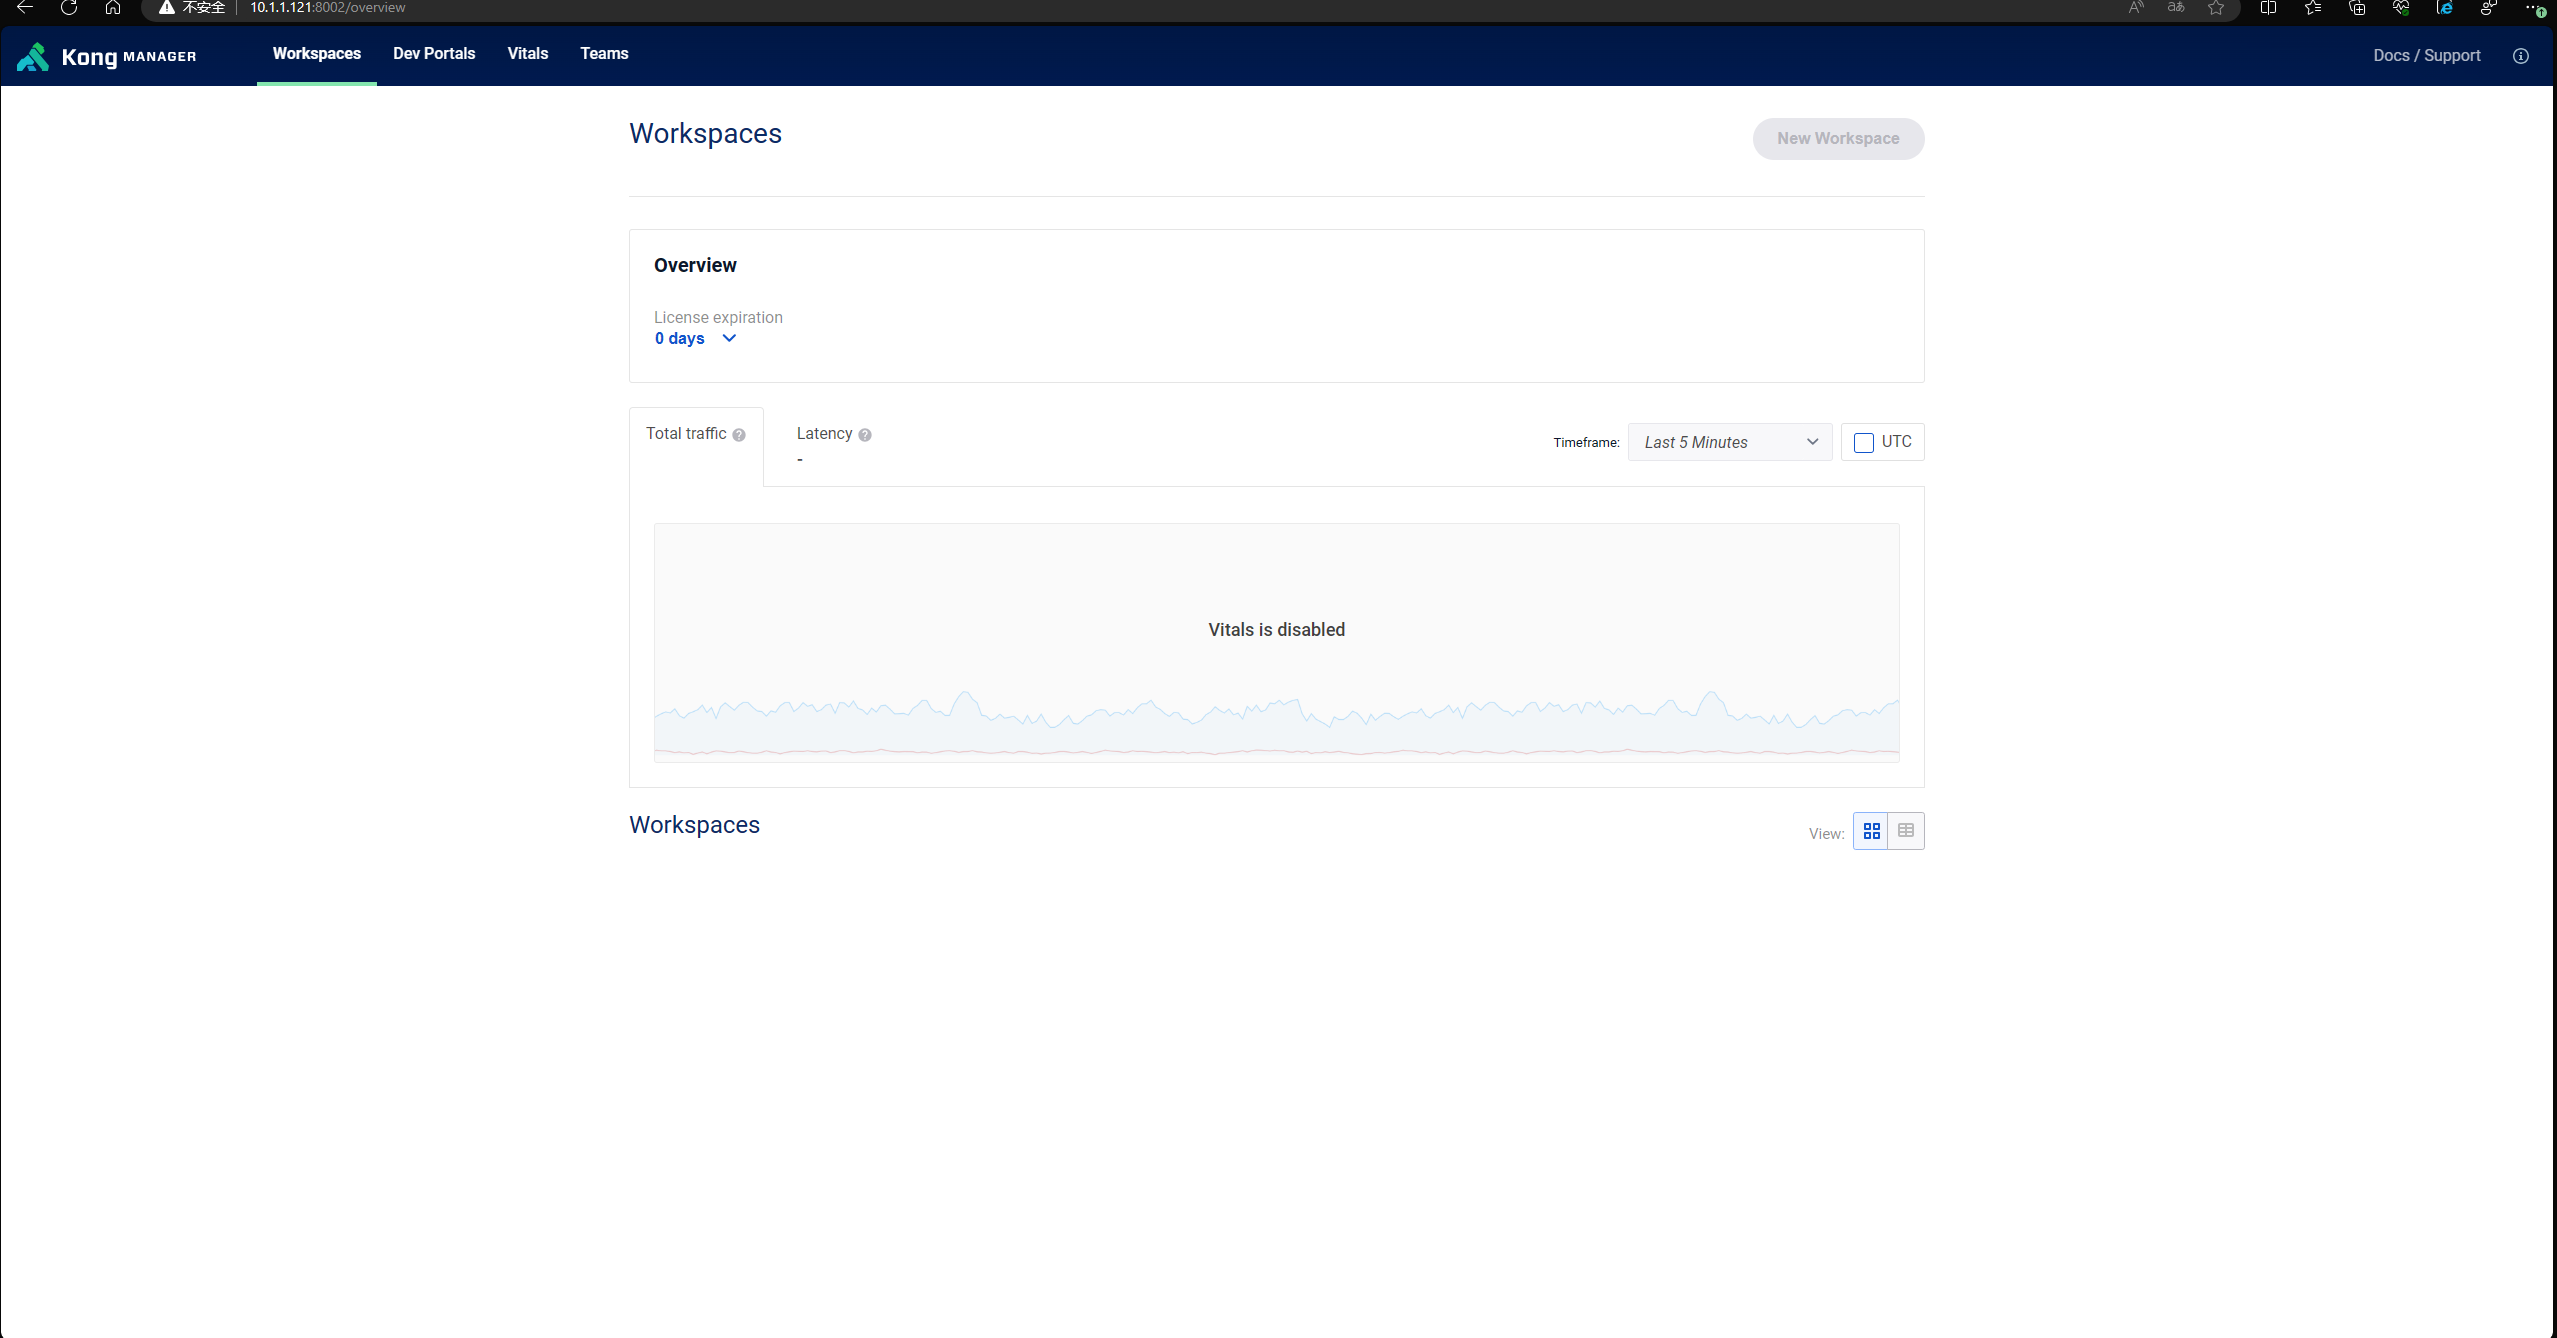 不安全 10.1.1.121:8002/overview
Kong MANAGER Workspaces Dev Portals Vitals Teams Docs / Support
Workspaces
New Workspace
Overview
License expiration
0 days
Total traffic
Latency
-
Timeframe: Last 5 Minutes UTC
Vitals is disabled
Workspaces
View: